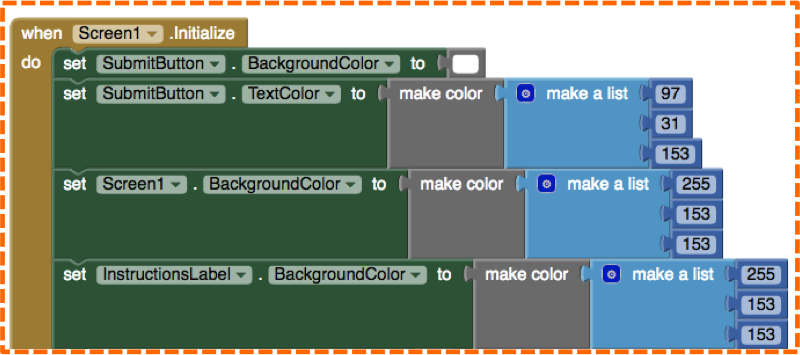 when Screen1 .Initialize
do set SubmitButton . BackgroundColor to
set SubmitButton . TextColor to make color make a list 97
31
153
set Screen1 . BackgroundColor to make color make a list 255
153
153
set InstructionsLabel . BackgroundColor to make color make a list 255
153
153